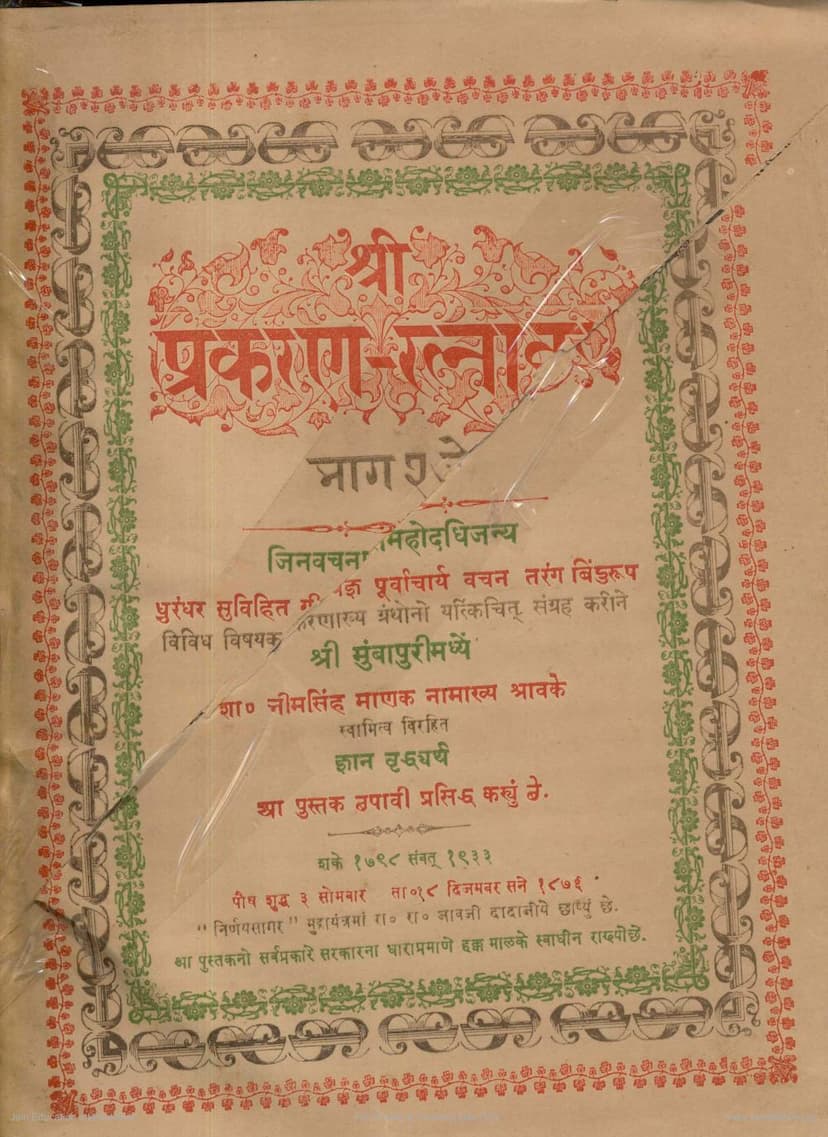 श्री
प्रकरण-रत्नाक
भाग
जिनवचना महोदधिजन्य
धुरंधर सुविहित पूर्वाचार्य वचन तरंग बिंदुरूप
विविध विषयक ग्रंथोनो यत्किंचित् संग्रह करीने
श्री मुंबापुरीमध्यें
शा० नीमसिंह माणक नामाख्य श्रावके
स्वामित्व विरहित
ज्ञान वृद्ध्यर्थ
आ पुस्तक छपावी प्रसिद्ध कर्युं छे.
शके १७९८ संवत् १९३३
पौष शुद्ध ३ सोमवार ता०१८ दिजमबर सने १८७६
"निर्णयसागर" मुद्रायंत्रमां रा० रा० जावजी दादाजीये छाप्युं छे.
आ पुस्तकनो सर्वप्रकारे सरकारना धाराप्रमाणे हक्क मालके स्वाधीन राख्योछे.